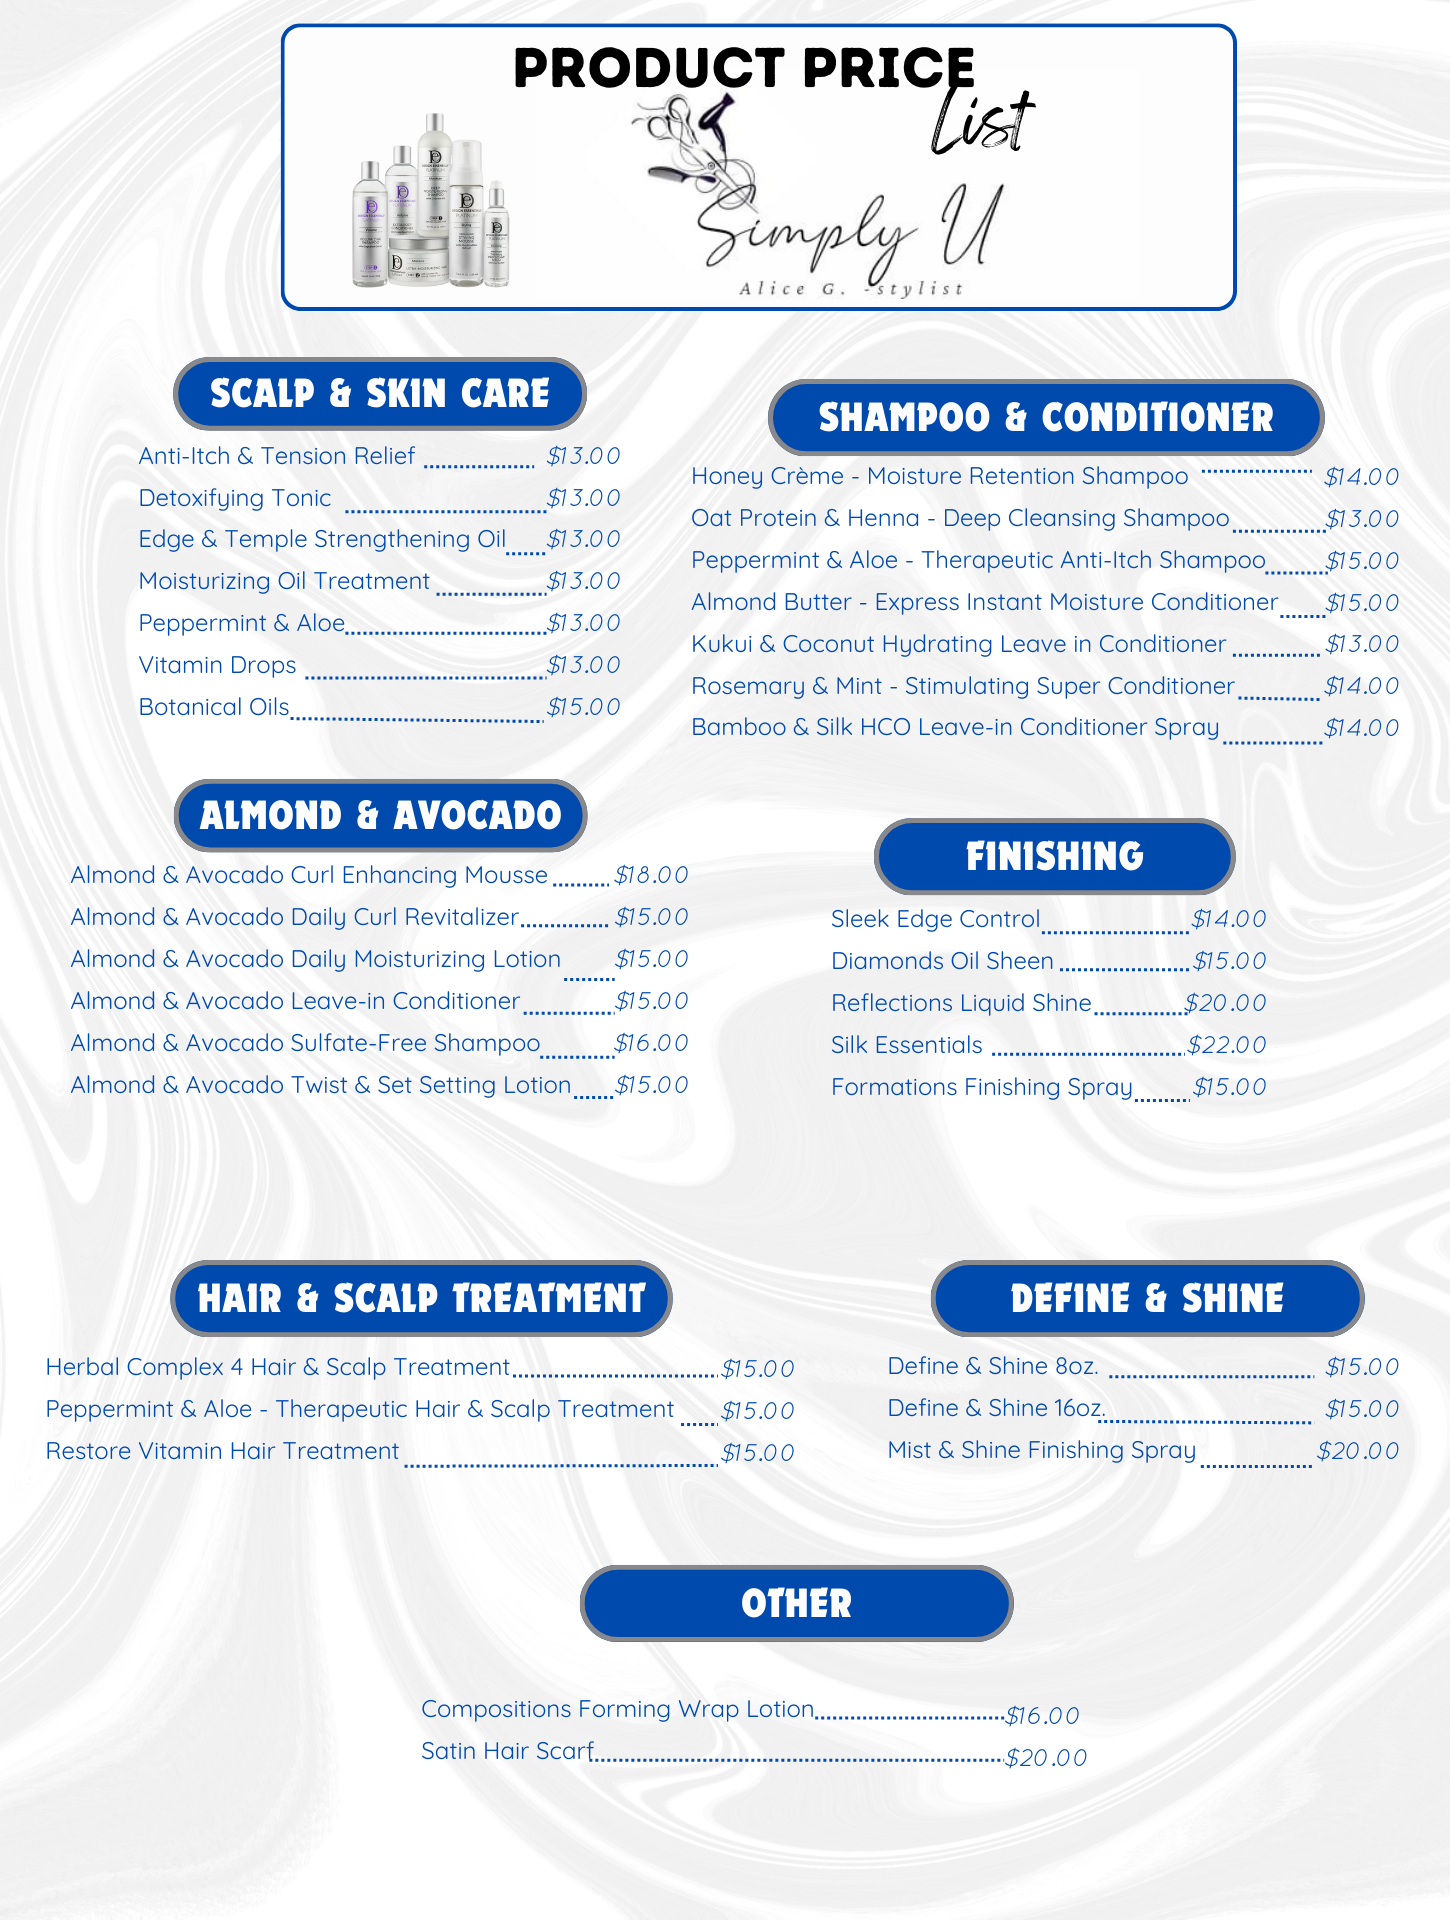 PRODUCT PRICE
List
Simply U
Alice G. -stylist
SCALP & SKIN CARE
Anti-Itch & Tension Relief $13.00
Detoxifying Tonic $13.00
Edge & Temple Strengthening Oil $13.00
Moisturizing Oil Treatment $13.00
Peppermint & Aloe $13.00
Vitamin Drops $13.00
Botanical Oils $15.00
SHAMPOO & CONDITIONER
Honey Crème - Moisture Retention Shampoo $14.00
Oat Protein & Henna - Deep Cleansing Shampoo $13.00
Peppermint & Aloe - Therapeutic Anti-Itch Shampoo $15.00
Almond Butter - Express Instant Moisture Conditioner $15.00
Kukui & Coconut Hydrating Leave in Conditioner $13.00
Rosemary & Mint - Stimulating Super Conditioner $14.00
Bamboo & Silk HCO Leave-in Conditioner Spray $14.00
ALMOND & AVOCADO
Almond & Avocado Curl Enhancing Mousse $18.00
Almond & Avocado Daily Curl Revitalizer $15.00
Almond & Avocado Daily Moisturizing Lotion $15.00
Almond & Avocado Leave-in Conditioner $15.00
Almond & Avocado Sulfate-Free Shampoo $16.00
Almond & Avocado Twist & Set Setting Lotion $15.00
FINISHING
Sleek Edge Control $14.00
Diamonds Oil Sheen $15.00
Reflections Liquid Shine $20.00
Silk Essentials $22.00
Formations Finishing Spray $15.00
HAIR & SCALP TREATMENT
Herbal Complex 4 Hair & Scalp Treatment $15.00
Peppermint & Aloe - Therapeutic Hair & Scalp Treatment $15.00
Restore Vitamin Hair Treatment $15.00
DEFINE & SHINE
Define & Shine 8oz. $15.00
Define & Shine 16oz. $15.00
Mist & Shine Finishing Spray $20.00
OTHER
Compositions Forming Wrap Lotion $16.00
Satin Hair Scarf $20.00